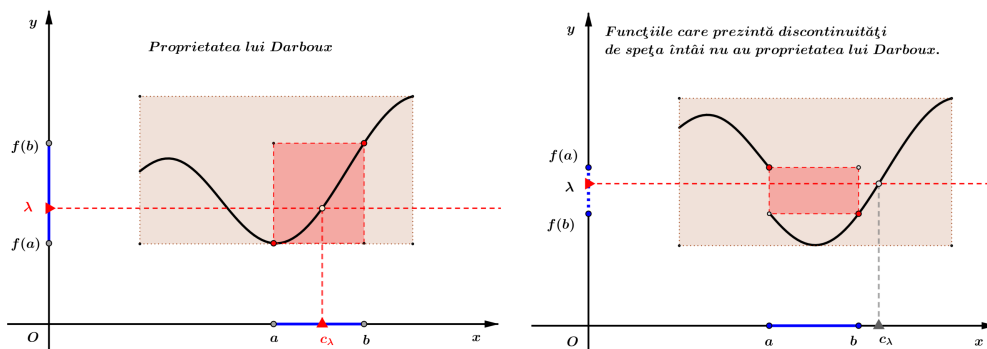 y
Proprietatea lui Darboux
f(b)
λ
f(a)
O
a
c_λ
b
x
y
Funcţiile care prezintă discontinuităţi
de speţa întâi nu au proprietatea lui Darboux.
f(a)
λ
f(b)
O
a
b
c_λ
x